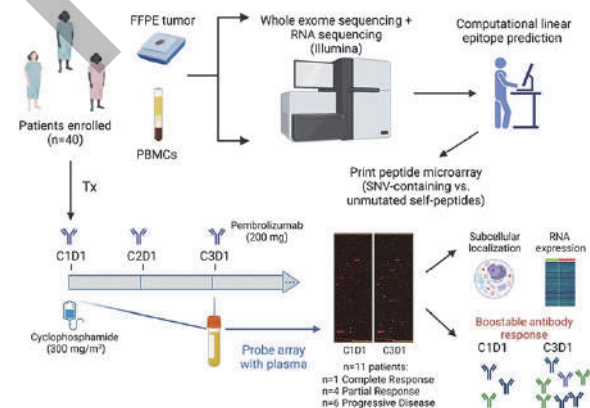 FFPE tumor
Whole exome sequencing +
RNA sequencing
(Illumina)
Computational linear
epitope prediction
Patients enrolled
(n=40)
PBMCs
Print peptide microarray
(SNV-containing vs.
unmutated self-peptides)
Tx
Pembrolizumab
(200 mg)
C1D1
C2D1
C3D1
Cyclophosphamide
(300 mg/m²)
Probe array
with plasma
C1D1
C3D1
n=11 patients:
n=1 Complete Response
n=4 Partial Response
n=6 Progressive Disease
Subcellular
localization
RNA
expression
Boostable antibody
response
C1D1
C3D1